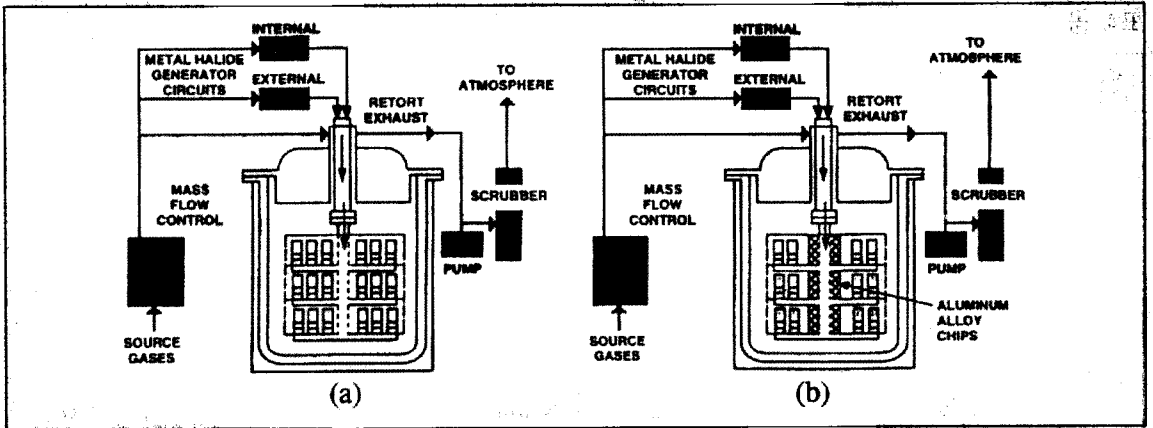 INTERNAL
METAL HALIDE
GENERATOR
CIRCUITS
EXTERNAL
TO
ATMOSPHERE
RETORT
EXHAUST
MASS
FLOW
CONTROL
SCRUBBER
PUMP
SOURCE
GASES
(a)
INTERNAL
METAL HALIDE
GENERATOR
CIRCUITS
EXTERNAL
TO
ATMOSPHERE
RETORT
EXHAUST
MASS
FLOW
CONTROL
SCRUBBER
PUMP
ALUMINUM
ALLOY
CHIPS
SOURCE
GASES
(b)